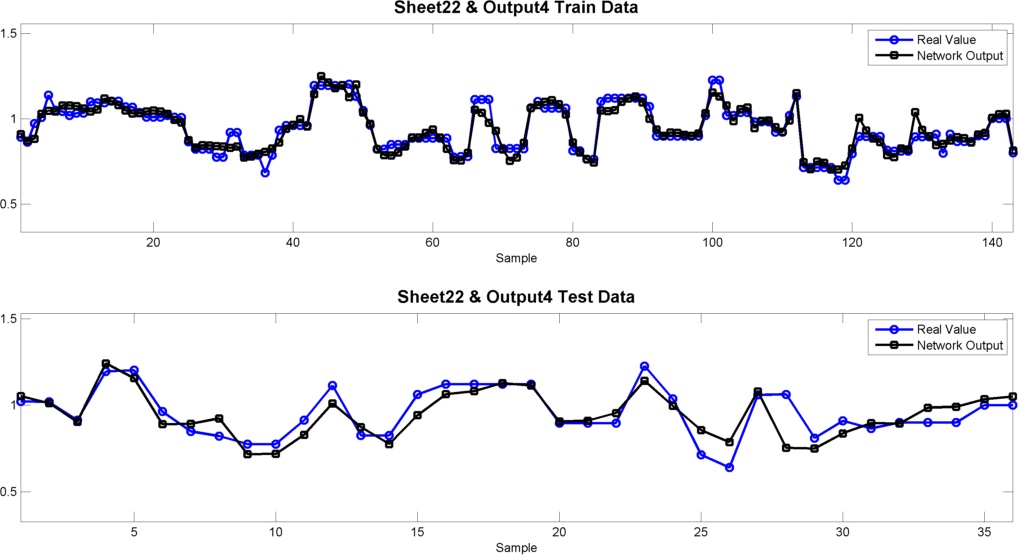 Sheet22 & Output4 Train Data
1.5
1
0.5
Real Value
Network Output
20 40 60 80 100 120 140
Sample
Sheet22 & Output4 Test Data
1.5
1
0.5
Real Value
Network Output
5 10 15 20 25 30 35
Sample